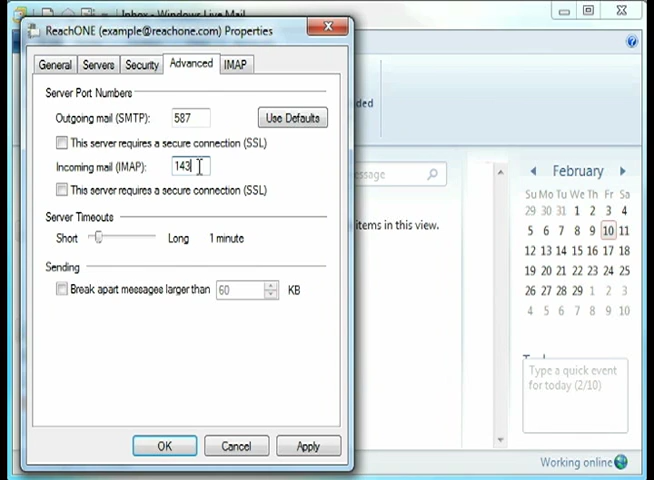 Inbox - Windows Live Mail
ReachONE (example@reachone.com) Properties
General
Servers
Security
Advanced
IMAP
Server Port Numbers
Outgoing mail (SMTP):
587
Use Defaults
This server requires a secure connection (SSL)
Incoming mail (IMAP):
143
This server requires a secure connection (SSL)
Server Timeouts
Short
Long
1 minute
Sending
Break apart messages larger than
60
KB
OK
Cancel
Apply
ded
essage
items in this view.
February
Su Mo Tu We Th Fr Sa
29 30 31 1 2 3 4
5 6 7 8 9 10 11
12 13 14 15 16 17 18
19 20 21 22 23 24 25
26 27 28 29 1 2 3
4 5 6 7 8 9 10
Type a quick event
for today (2/10)
Working online